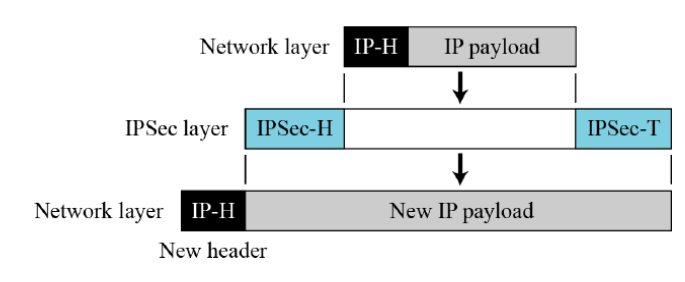 Network layer IP-H IP payload
IPSec layer IPSec-H IPSec-T
Network layer IP-H New IP payload
New header